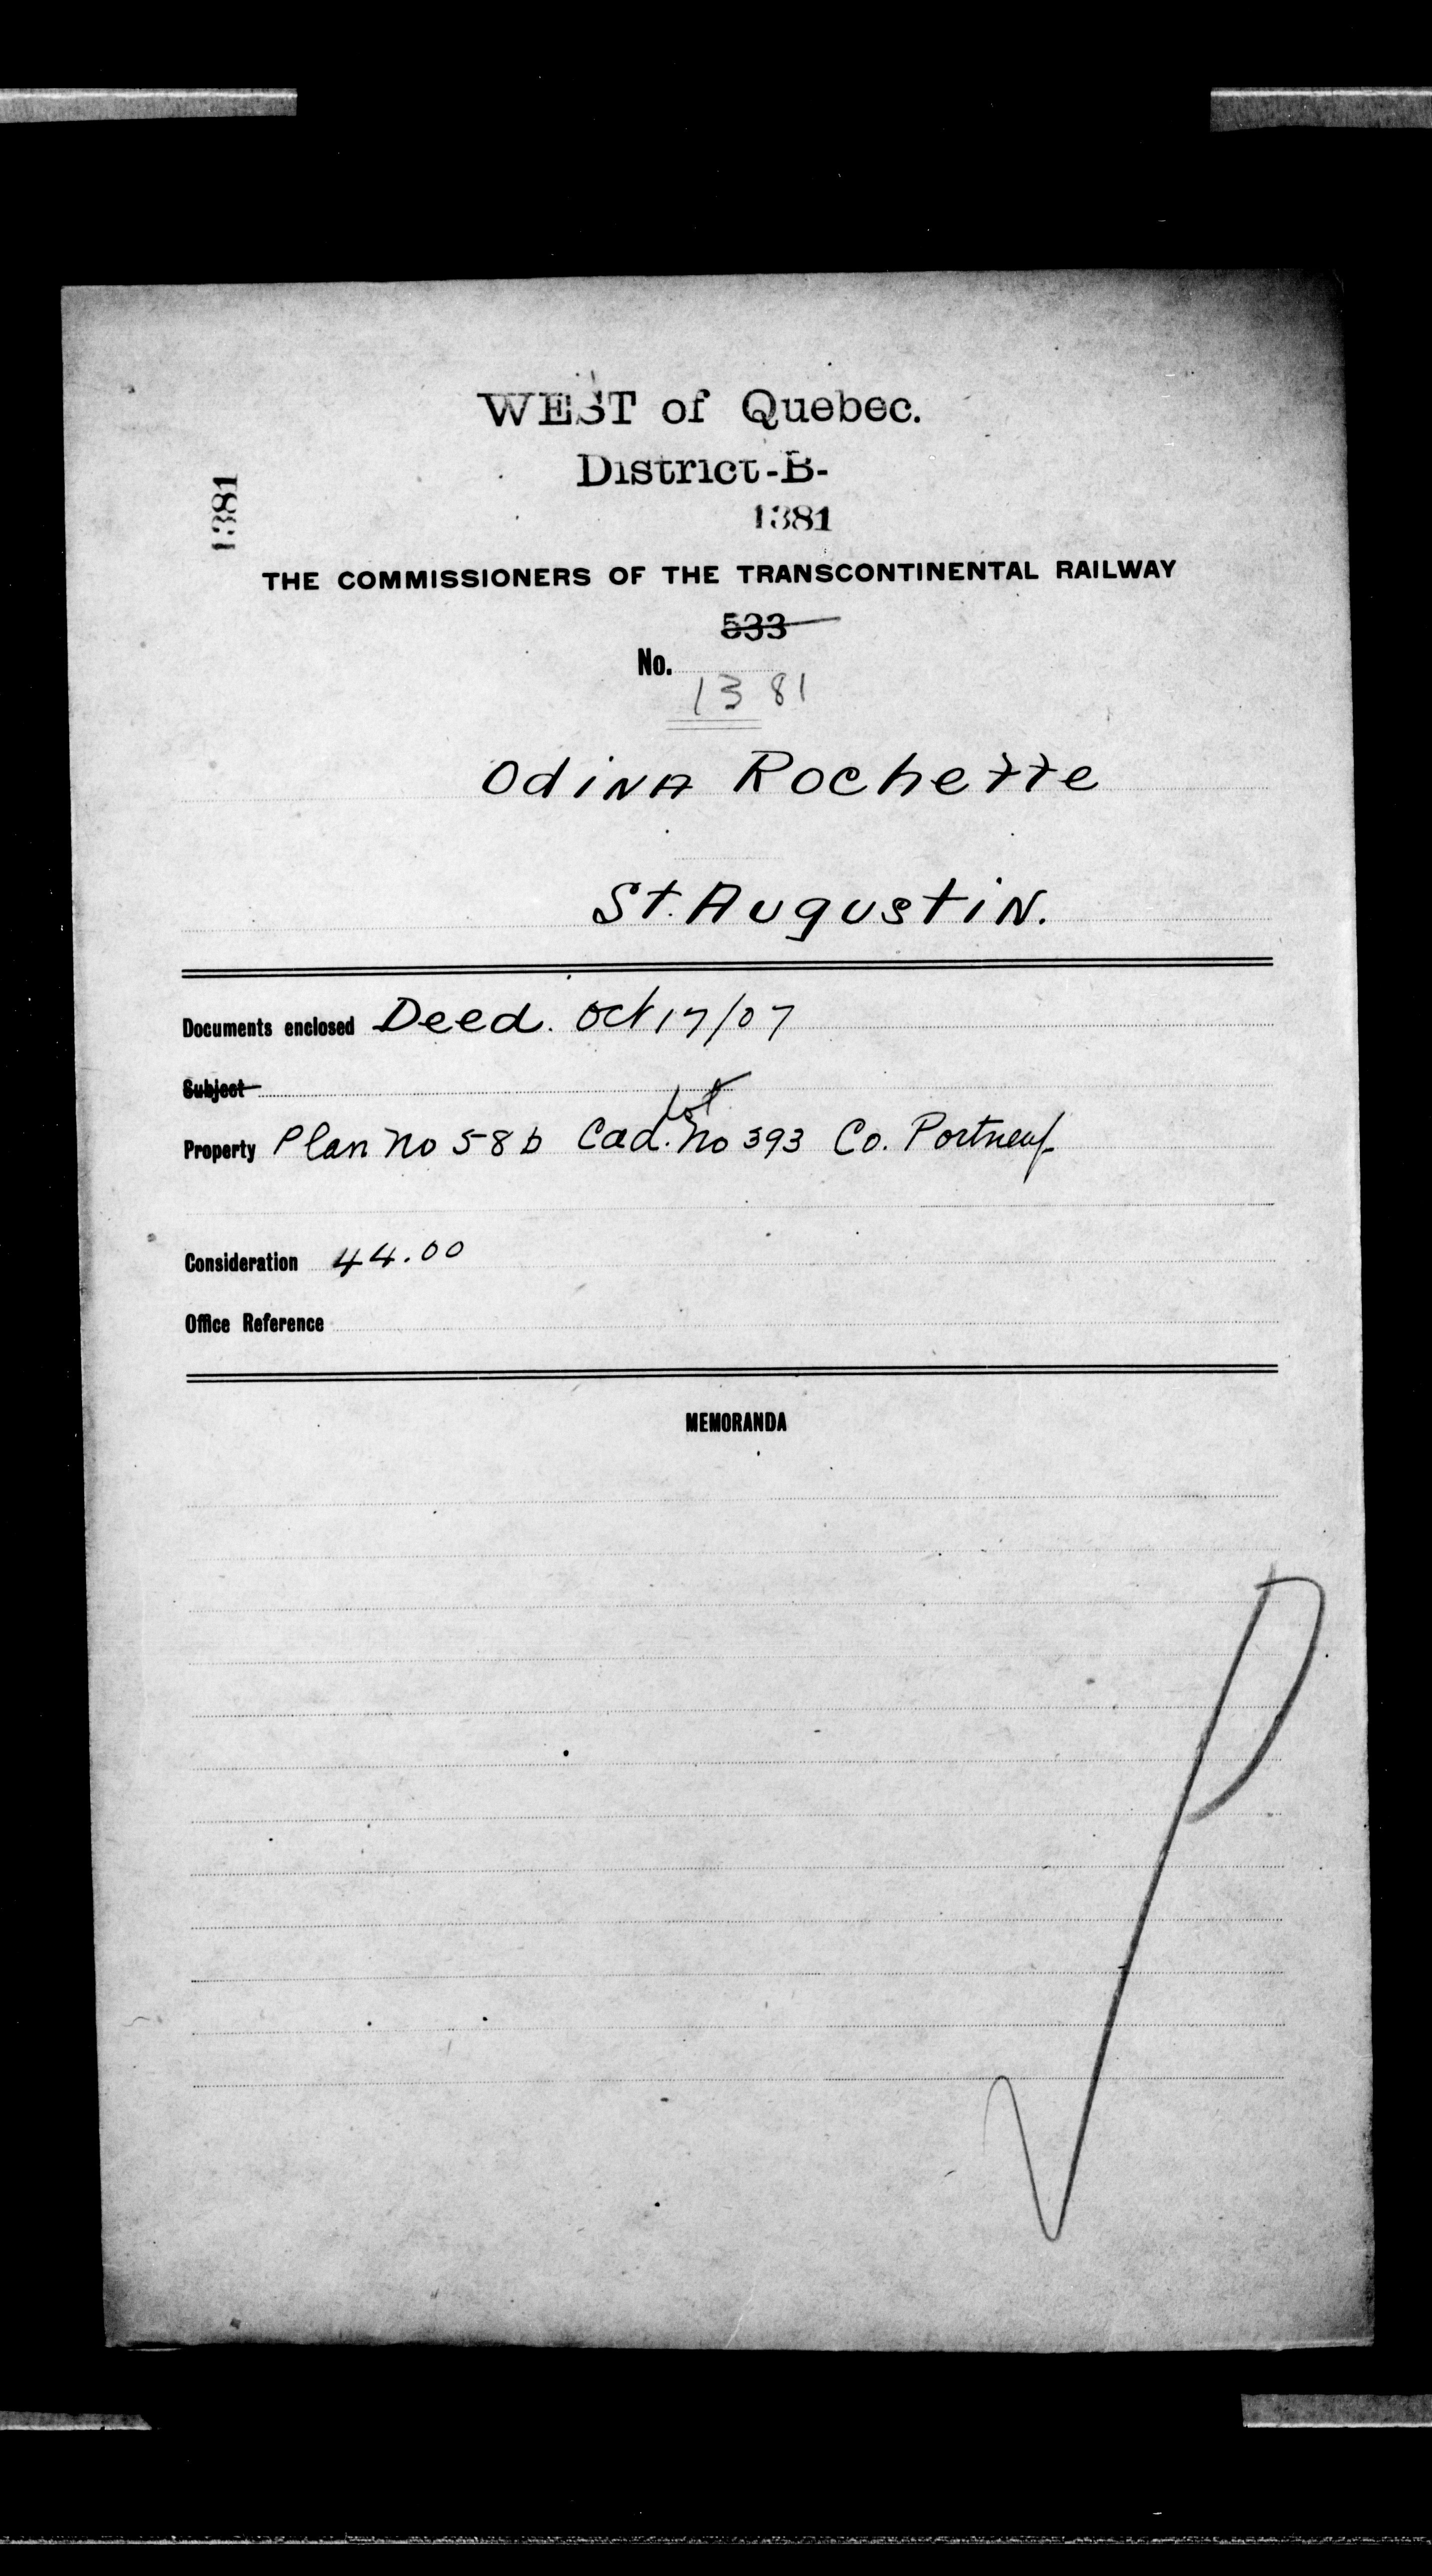 WEST of Quebec.
District-B-
1381
1381
THE COMMISSIONERS OF THE TRANSCONTINENTAL RAILWAY
533
No.
1381
Odina Rochette
St. Augustin.
Documents enclosed Deed. Oct 17/07
Subject
lot
Property Plan no 58b Cad. no 393 Co. Portneuf
Consideration 44.00
Office Reference
MEMORANDA